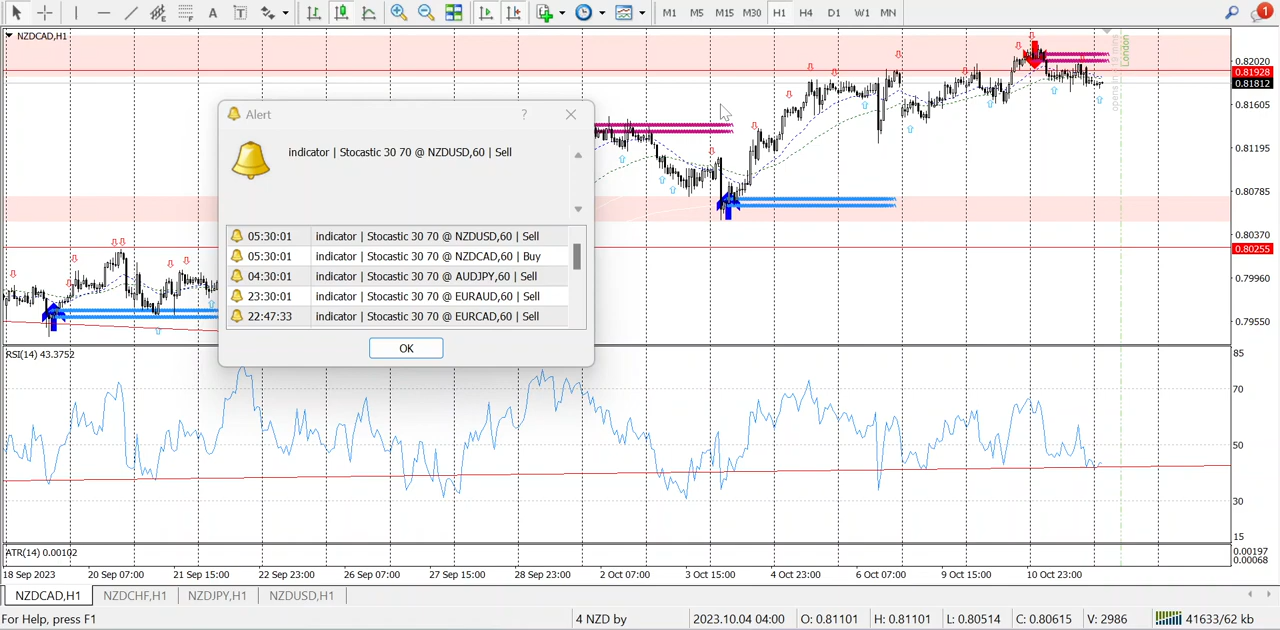 A T
M1 M5 M15 M30 H1 H4 D1 W1 MN
1
NZDCAD,H1
London
0.82020
0.81928
0.81812
0.81605
0.81195
0.80785
0.80370
0.80255
0.79960
0.79550
Alert ?
indicator | Stocastic 30 70 @ NZDUSD,60 | Sell
05:30:01 indicator | Stocastic 30 70 @ NZDUSD,60 | Sell
05:30:01 indicator | Stocastic 30 70 @ NZDCAD,60 | Buy
04:30:01 indicator | Stocastic 30 70 @ AUDJPY,60 | Sell
23:30:01 indicator | Stocastic 30 70 @ EURAUD,60 | Sell
22:47:33 indicator | Stocastic 30 70 @ EURCAD,60 | Sell
OK
RSI(14) 43.3752
85
70
50
30
15
ATR(14) 0.00102
0.00197
0.00068
18 Sep 2023 20 Sep 07:00 21 Sep 15:00 22 Sep 23:00 26 Sep 07:00 27 Sep 15:00 28 Sep 23:00 2 Oct 07:00 3 Oct 15:00 4 Oct 23:00 6 Oct 07:00 9 Oct 15:00 10 Oct 23:00
NZDCAD,H1 NZDCHF,H1 NZDJPY,H1 NZDUSD,H1
For Help, press F1 4 NZD by 2023.10.04 04:00 O: 0.81101 H: 0.81101 L: 0.80514 C: 0.80615 V: 2986 41633/62 kb